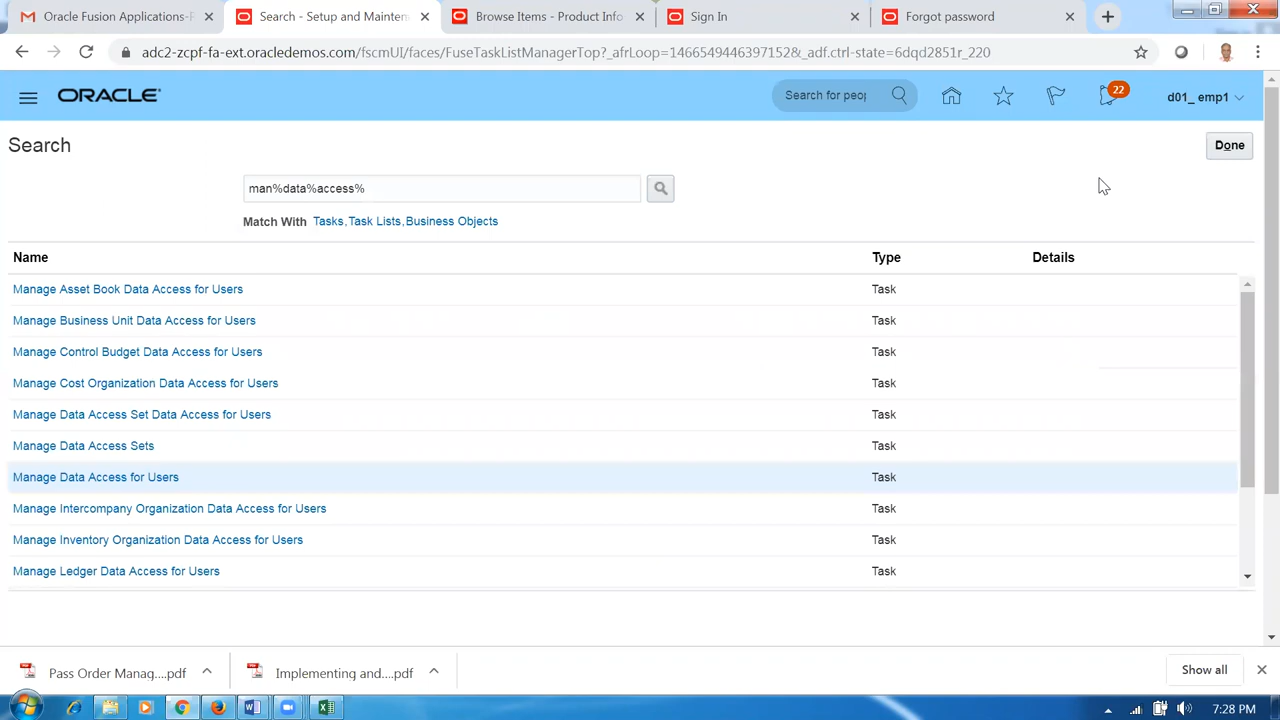 Oracle Fusion Applications
Search - Setup and Mainten
Browse Items - Product Info
Sign In
Forgot password
adc2-zcpf-fa-ext.oracledemos.com/fscmUI/faces/FuseTaskListManagerTop?_afrLoop=14665494463971528&_adf.ctrl-state=6dqd2851r_220
ORACLE
Search for peop
22
d01_ emp1
Search
Done
man%data%access%
Match With Tasks, Task Lists, Business Objects
Name Type Details
Manage Asset Book Data Access for Users Task
Manage Business Unit Data Access for Users Task
Manage Control Budget Data Access for Users Task
Manage Cost Organization Data Access for Users Task
Manage Data Access Set Data Access for Users Task
Manage Data Access Sets Task
Manage Data Access for Users Task
Manage Intercompany Organization Data Access for Users Task
Manage Inventory Organization Data Access for Users Task
Manage Ledger Data Access for Users Task
Pass Order Manag....pdf
Implementing and....pdf
Show all
7:28 PM